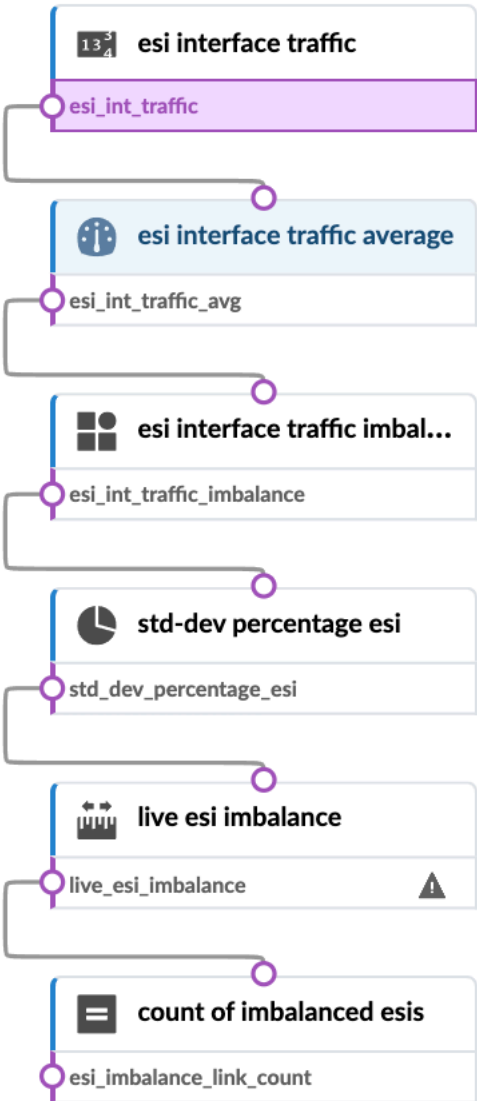 13 3 4
esi interface traffic
esi_int_traffic
esi interface traffic average
esi_int_traffic_avg
esi interface traffic imbal...
esi_int_traffic_imbalance
std-dev percentage esi
std_dev_percentage_esi
live esi imbalance
live_esi_imbalance
count of imbalanced esis
esi_imbalance_link_count